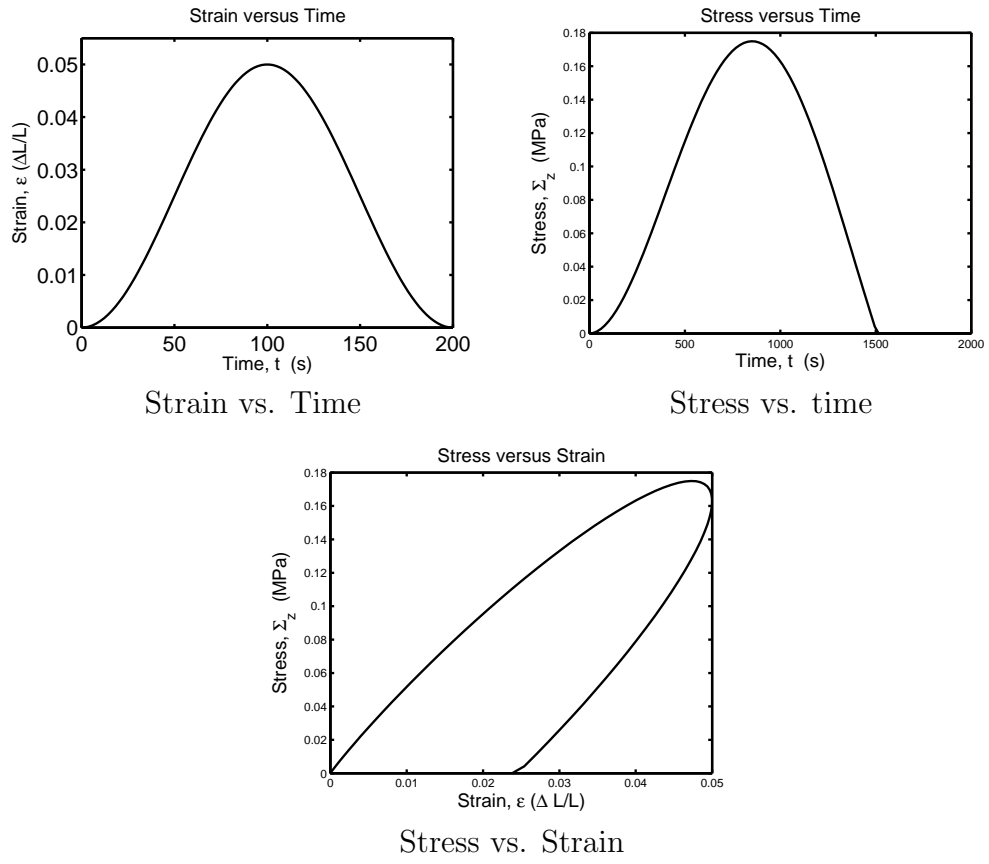 Strain versus Time
0.05
0.04
0.03
0.02
0.01
0
Strain, ε (ΔL/L)
0 50 100 150 200
Time, t (s)
Strain vs. Time
Stress versus Time
0.18
0.16
0.14
0.12
0.1
0.08
0.06
0.04
0.02
0
Stress, Σz (MPa)
0 500 1000 1500 2000
Time, t (s)
Stress vs. time
Stress versus Strain
0.18
0.16
0.14
0.12
0.1
0.08
0.06
0.04
0.02
0
Stress, Σz (MPa)
0 0.01 0.02 0.03 0.04 0.05
Strain, ε (Δ L/L)
Stress vs. Strain